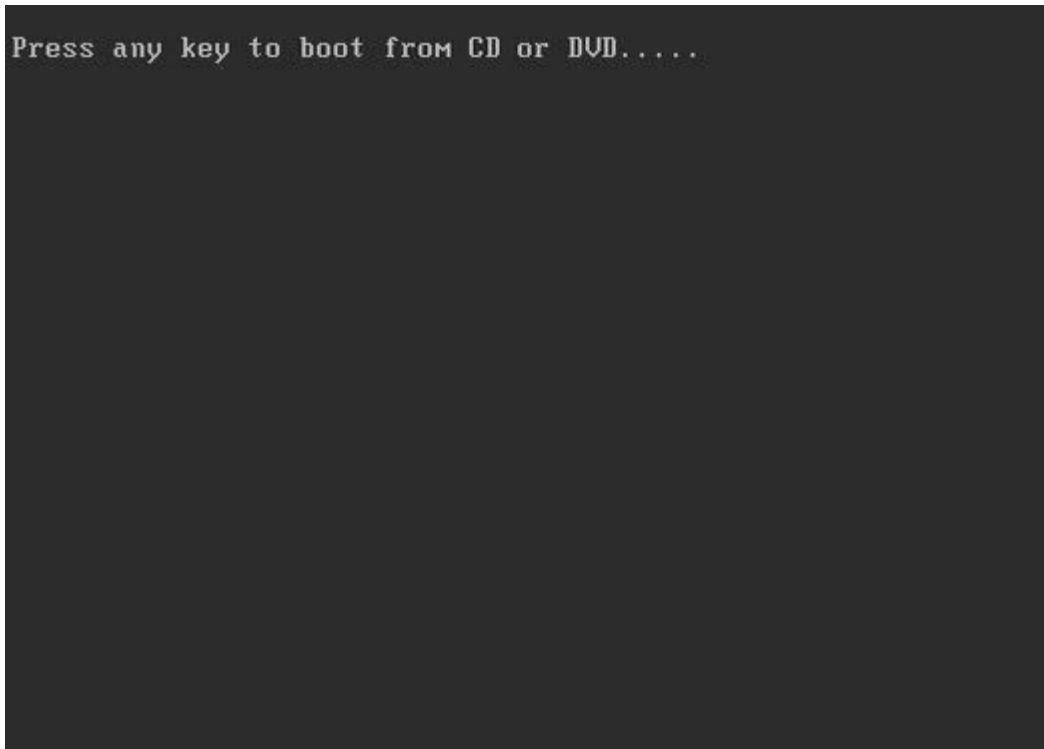 Press any key to boot from CD or DVD.....